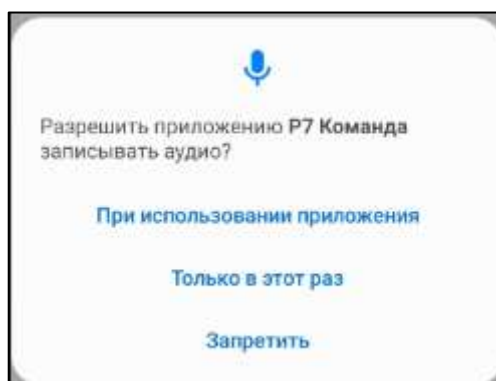 Разрешить приложению Р7 Команда
записывать аудио?
При использовании приложения
Только в этот раз
Запретить